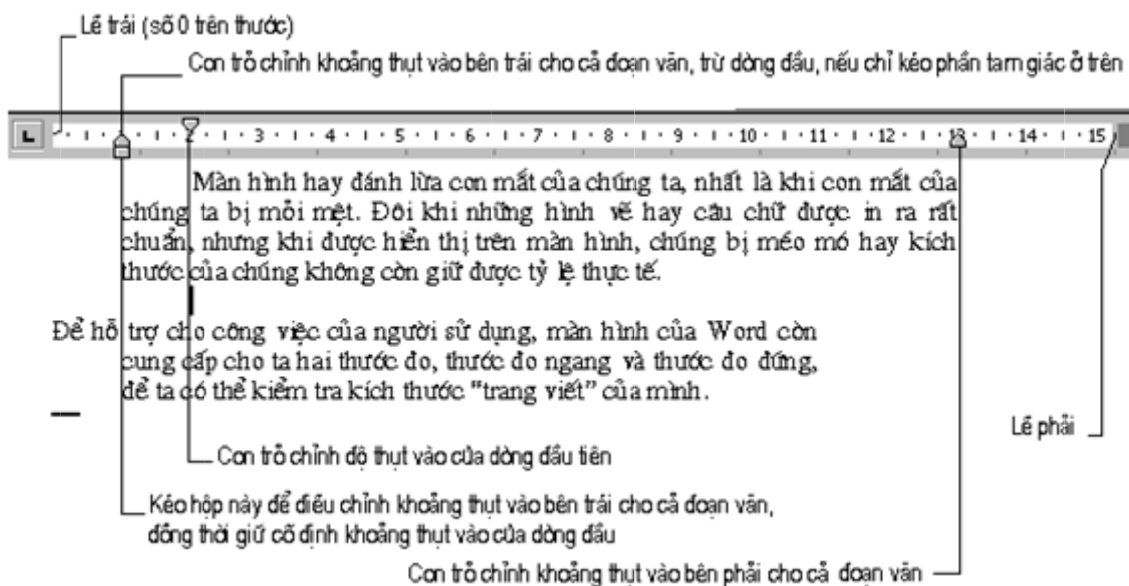 Lề trái (số 0 trên thước)
Con trỏ chỉnh khoảng thụt vào bên trái cho cả đoạn văn, trừ dòng đầu, nếu chỉ kéo phần tam giác ở trên
L 2 3 4 5 6 7 8 9 10 11 12 13 14 15
Màn hình hay đánh lừa con mắt của chúng ta, nhất là khi con mắt của
chúng ta bị mỏi mệt. Đôi khi những hình vẽ hay câu chữ được in ra rất
chuẩn, nhưng khi được hiển thị trên màn hình, chúng bị méo mó hay kích
thước của chúng không còn giữ được tỷ lệ thực tế.
Để hỗ trợ cho công việc của người sử dụng, màn hình của Word còn
cung cấp cho ta hai thước đo, thước đo ngang và thước đo đứng,
để ta có thể kiểm tra kích thước “trang viết” của mình.
Lề phải
Con trỏ chỉnh độ thụt vào của dòng đầu tiên
Kéo hộp này để điều chỉnh khoảng thụt vào bên trái cho cả đoạn văn,
đồng thời giữ cố định khoảng thụt vào của dòng đầu
Con trỏ chỉnh khoảng thụt vào bên phải cho cả đoạn văn